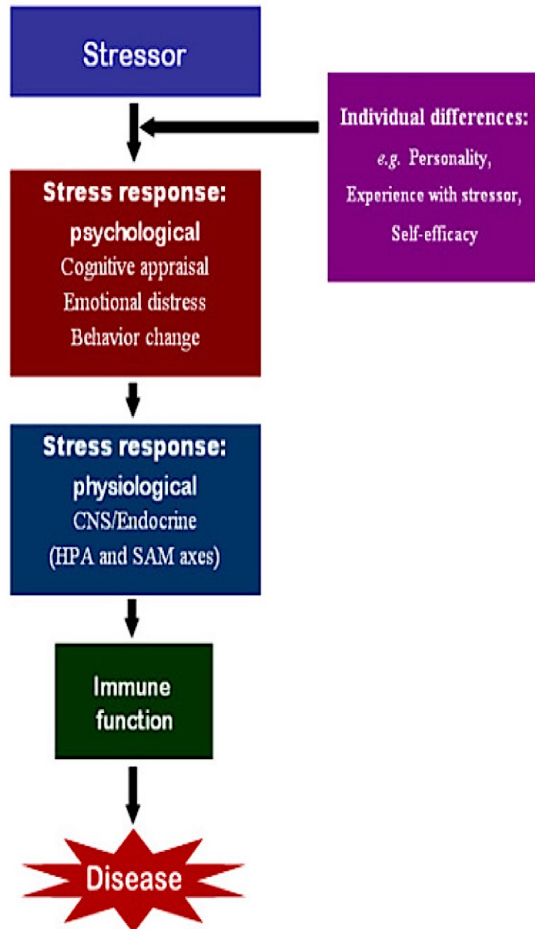 Stressor
Individual differences:
e.g. Personality,
Experience with stressor,
Self-efficacy
Stress response:
psychological
Cognitive appraisal
Emotional distress
Behavior change
Stress response:
physiological
CNS/Endocrine
(HPA and SAM axes)
Immune
function
Disease